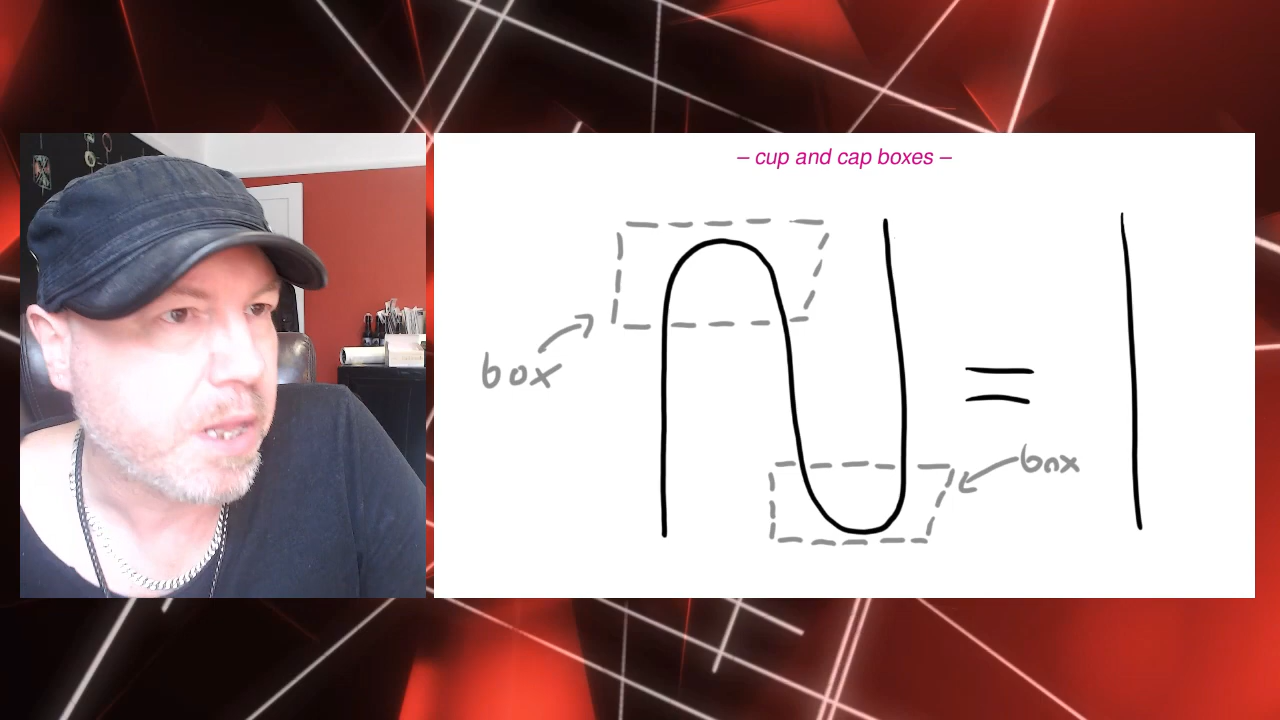 – cup and cap boxes –
box
=
box